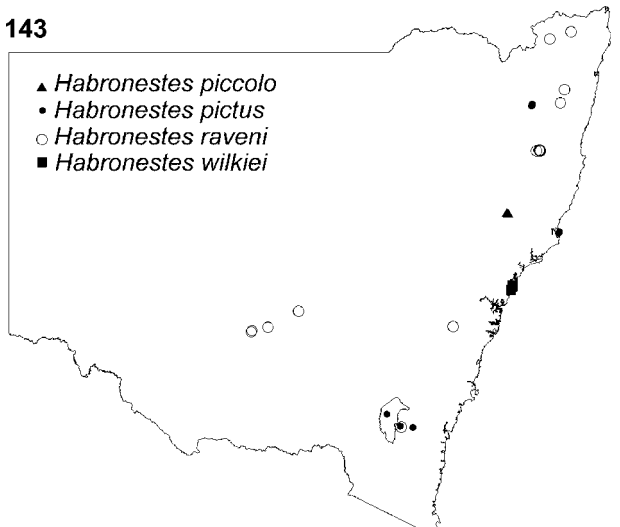 143
Habronestes piccolo
Habronestes pictus
Habronestes raveni
Habronestes wilkiei